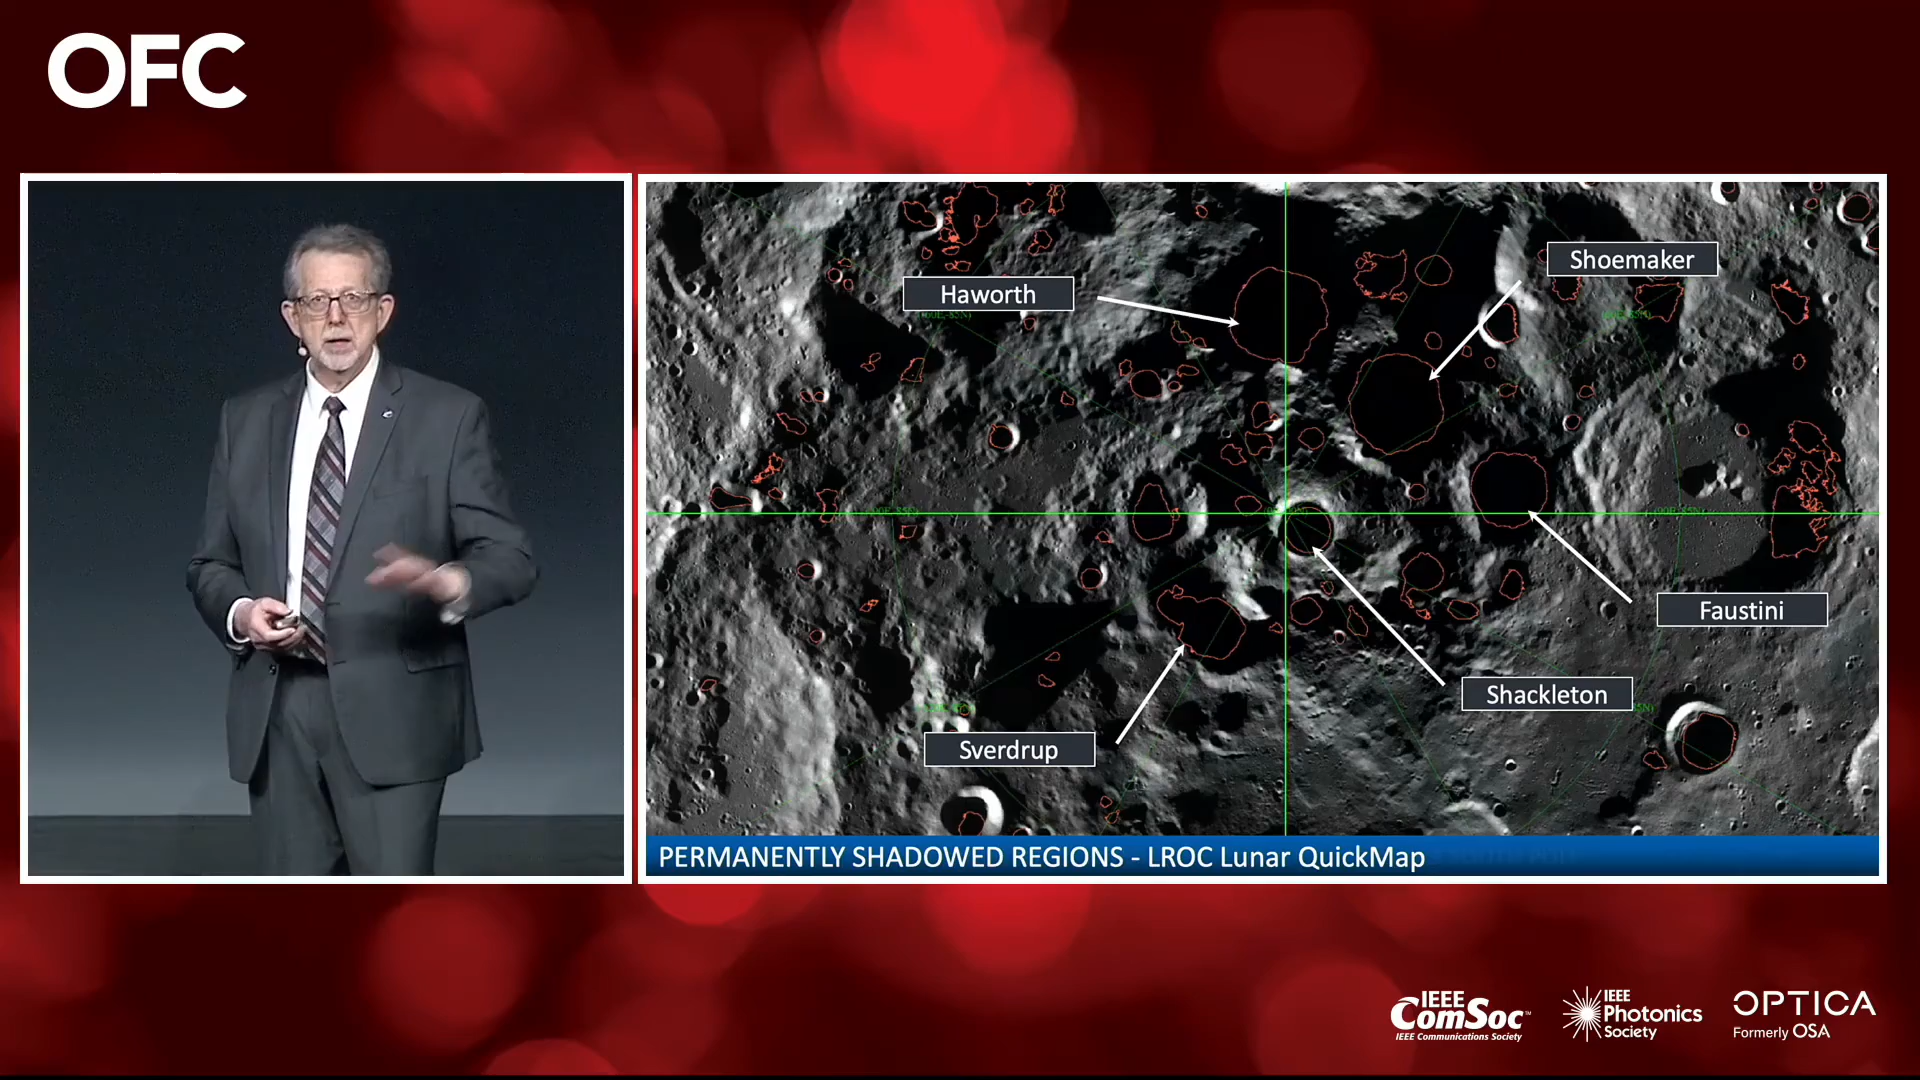 OFC
Shoemaker
Haworth
Faustini
Shackleton
Sverdrup
PERMANENTLY SHADOWED REGIONS - LROC Lunar QuickMap
IEEE
ComSoc™
IEEE Communications Society
IEEE
Photonics
Society
OPTICA
Formerly OSA